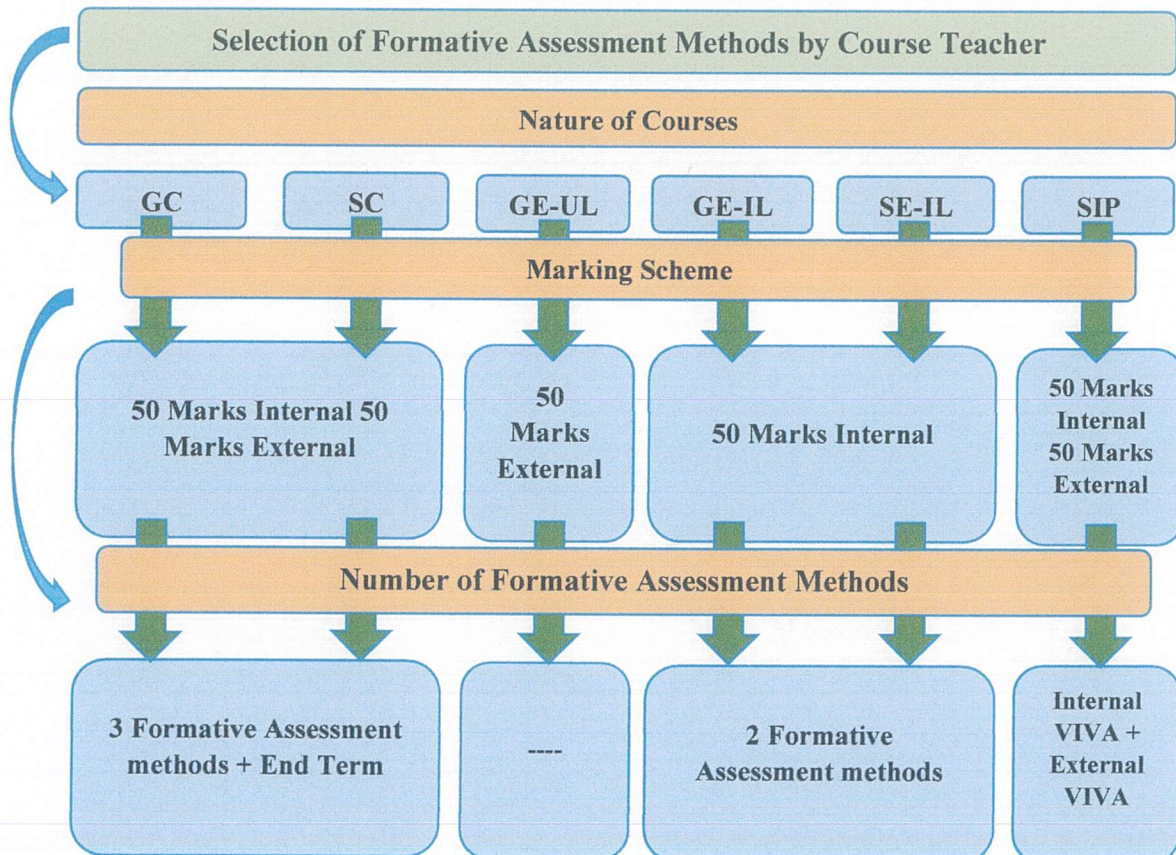 Selection of Formative Assessment Methods by Course Teacher
Nature of Courses
GC
SC
GE-UL
GE-IL
SE-IL
SIP
Marking Scheme
50 Marks Internal 50
Marks External
50
Marks
External
50 Marks Internal
50 Marks
Internal
50 Marks
External
Number of Formative Assessment Methods
3 Formative Assessment
methods + End Term
----
2 Formative
Assessment methods
Internal
VIVA +
External
VIVA